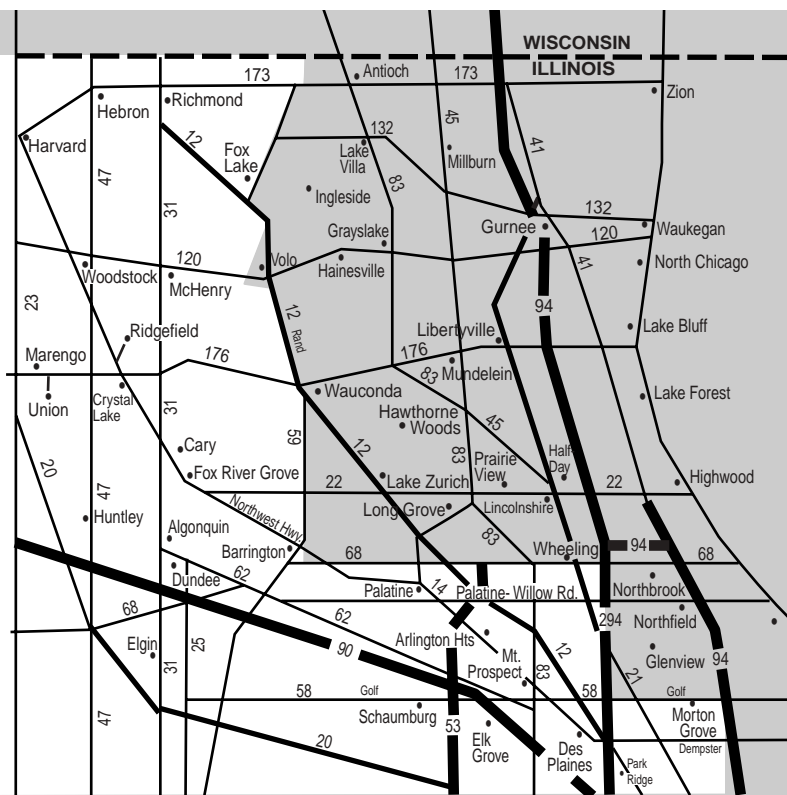 WISCONSIN
ILLINOIS
173
Antioch
173
Zion
Hebron
Richmond
Harvard
12
Fox
Lake
132
Lake
Villa
45
Millburn
41
47
31
Ingleside
83
Grayslake
Gurnee
132
Waukegan
120
120
Volo
Hainesville
41
North Chicago
Woodstock
McHenry
23
12
Rand
94
Ridgefield
Libertyville
Lake Bluff
Marengo
176
176
83
Mundelein
Union
Crystal
Lake
Wauconda
Lake Forest
31
59
Hawthorne
Woods
45
12
Cary
Half-
Day
20
Fox River Grove
83
Prairie
View
Highwood
22
Lake Zurich
22
47
Northwest Hwy.
Long Grove
Lincolnshire
Huntley
Algonquin
83
Barrington
68
Wheeling
94
68
Dundee
62
14
Palatine
Palatine- Willow Rd.
Northbrook
68
62
294
Northfield
Arlington Hts
Elgin
25
90
12
31
Mt.
Prospect
83
21
Glenview
94
58
Golf
58
Golf
47
Schaumburg
53
Morton
Grove
20
Elk
Grove
Des
Plaines
Dempster
Park
Ridge